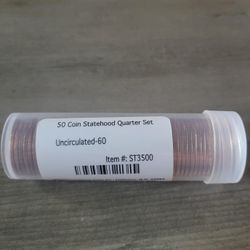 50 Coin Statehood Quarter Set
Uncirculated-60
Item #: ST3500